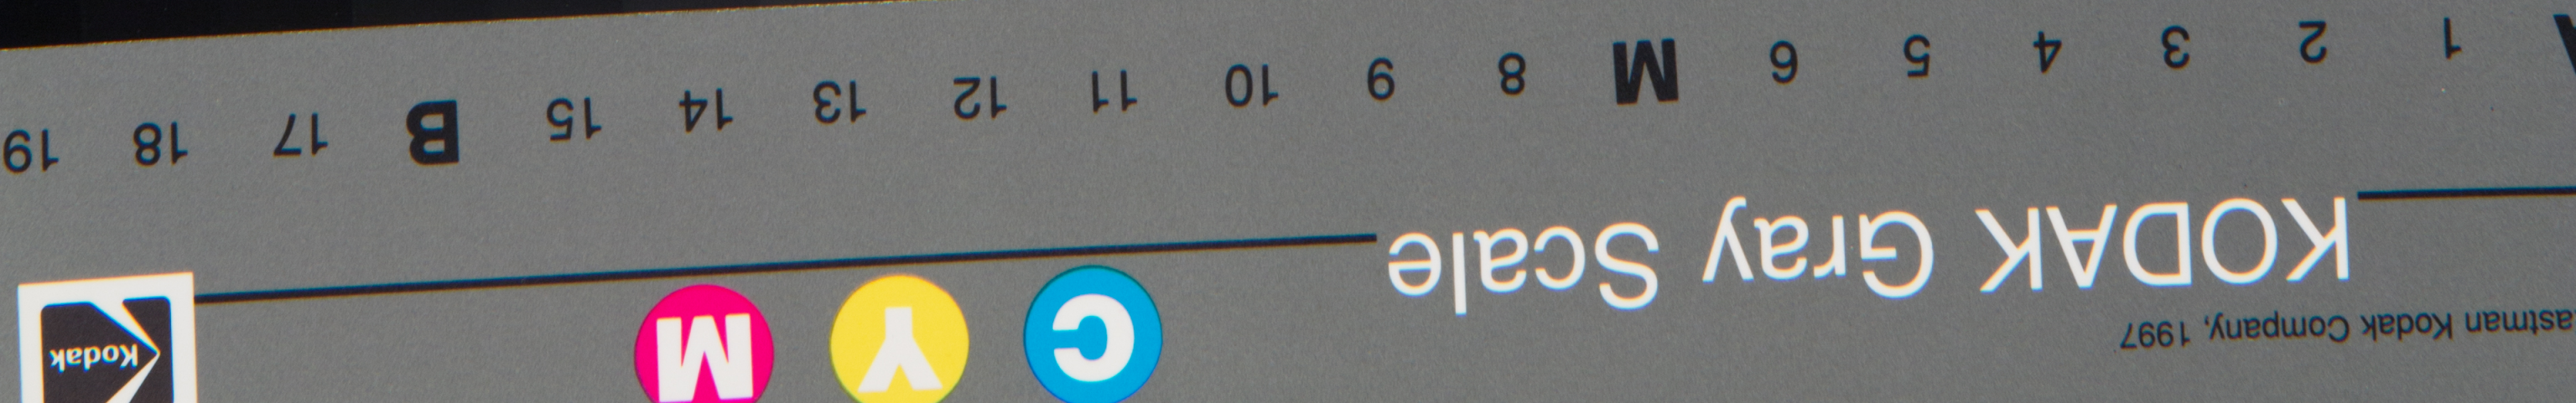 astman Kodak Company, 1997
KODAK Gray Scale
C Y M
Kodak
A 1 2 3 4 5 6 M 8 9 10 11 12 13 14 15 B 17 18 19